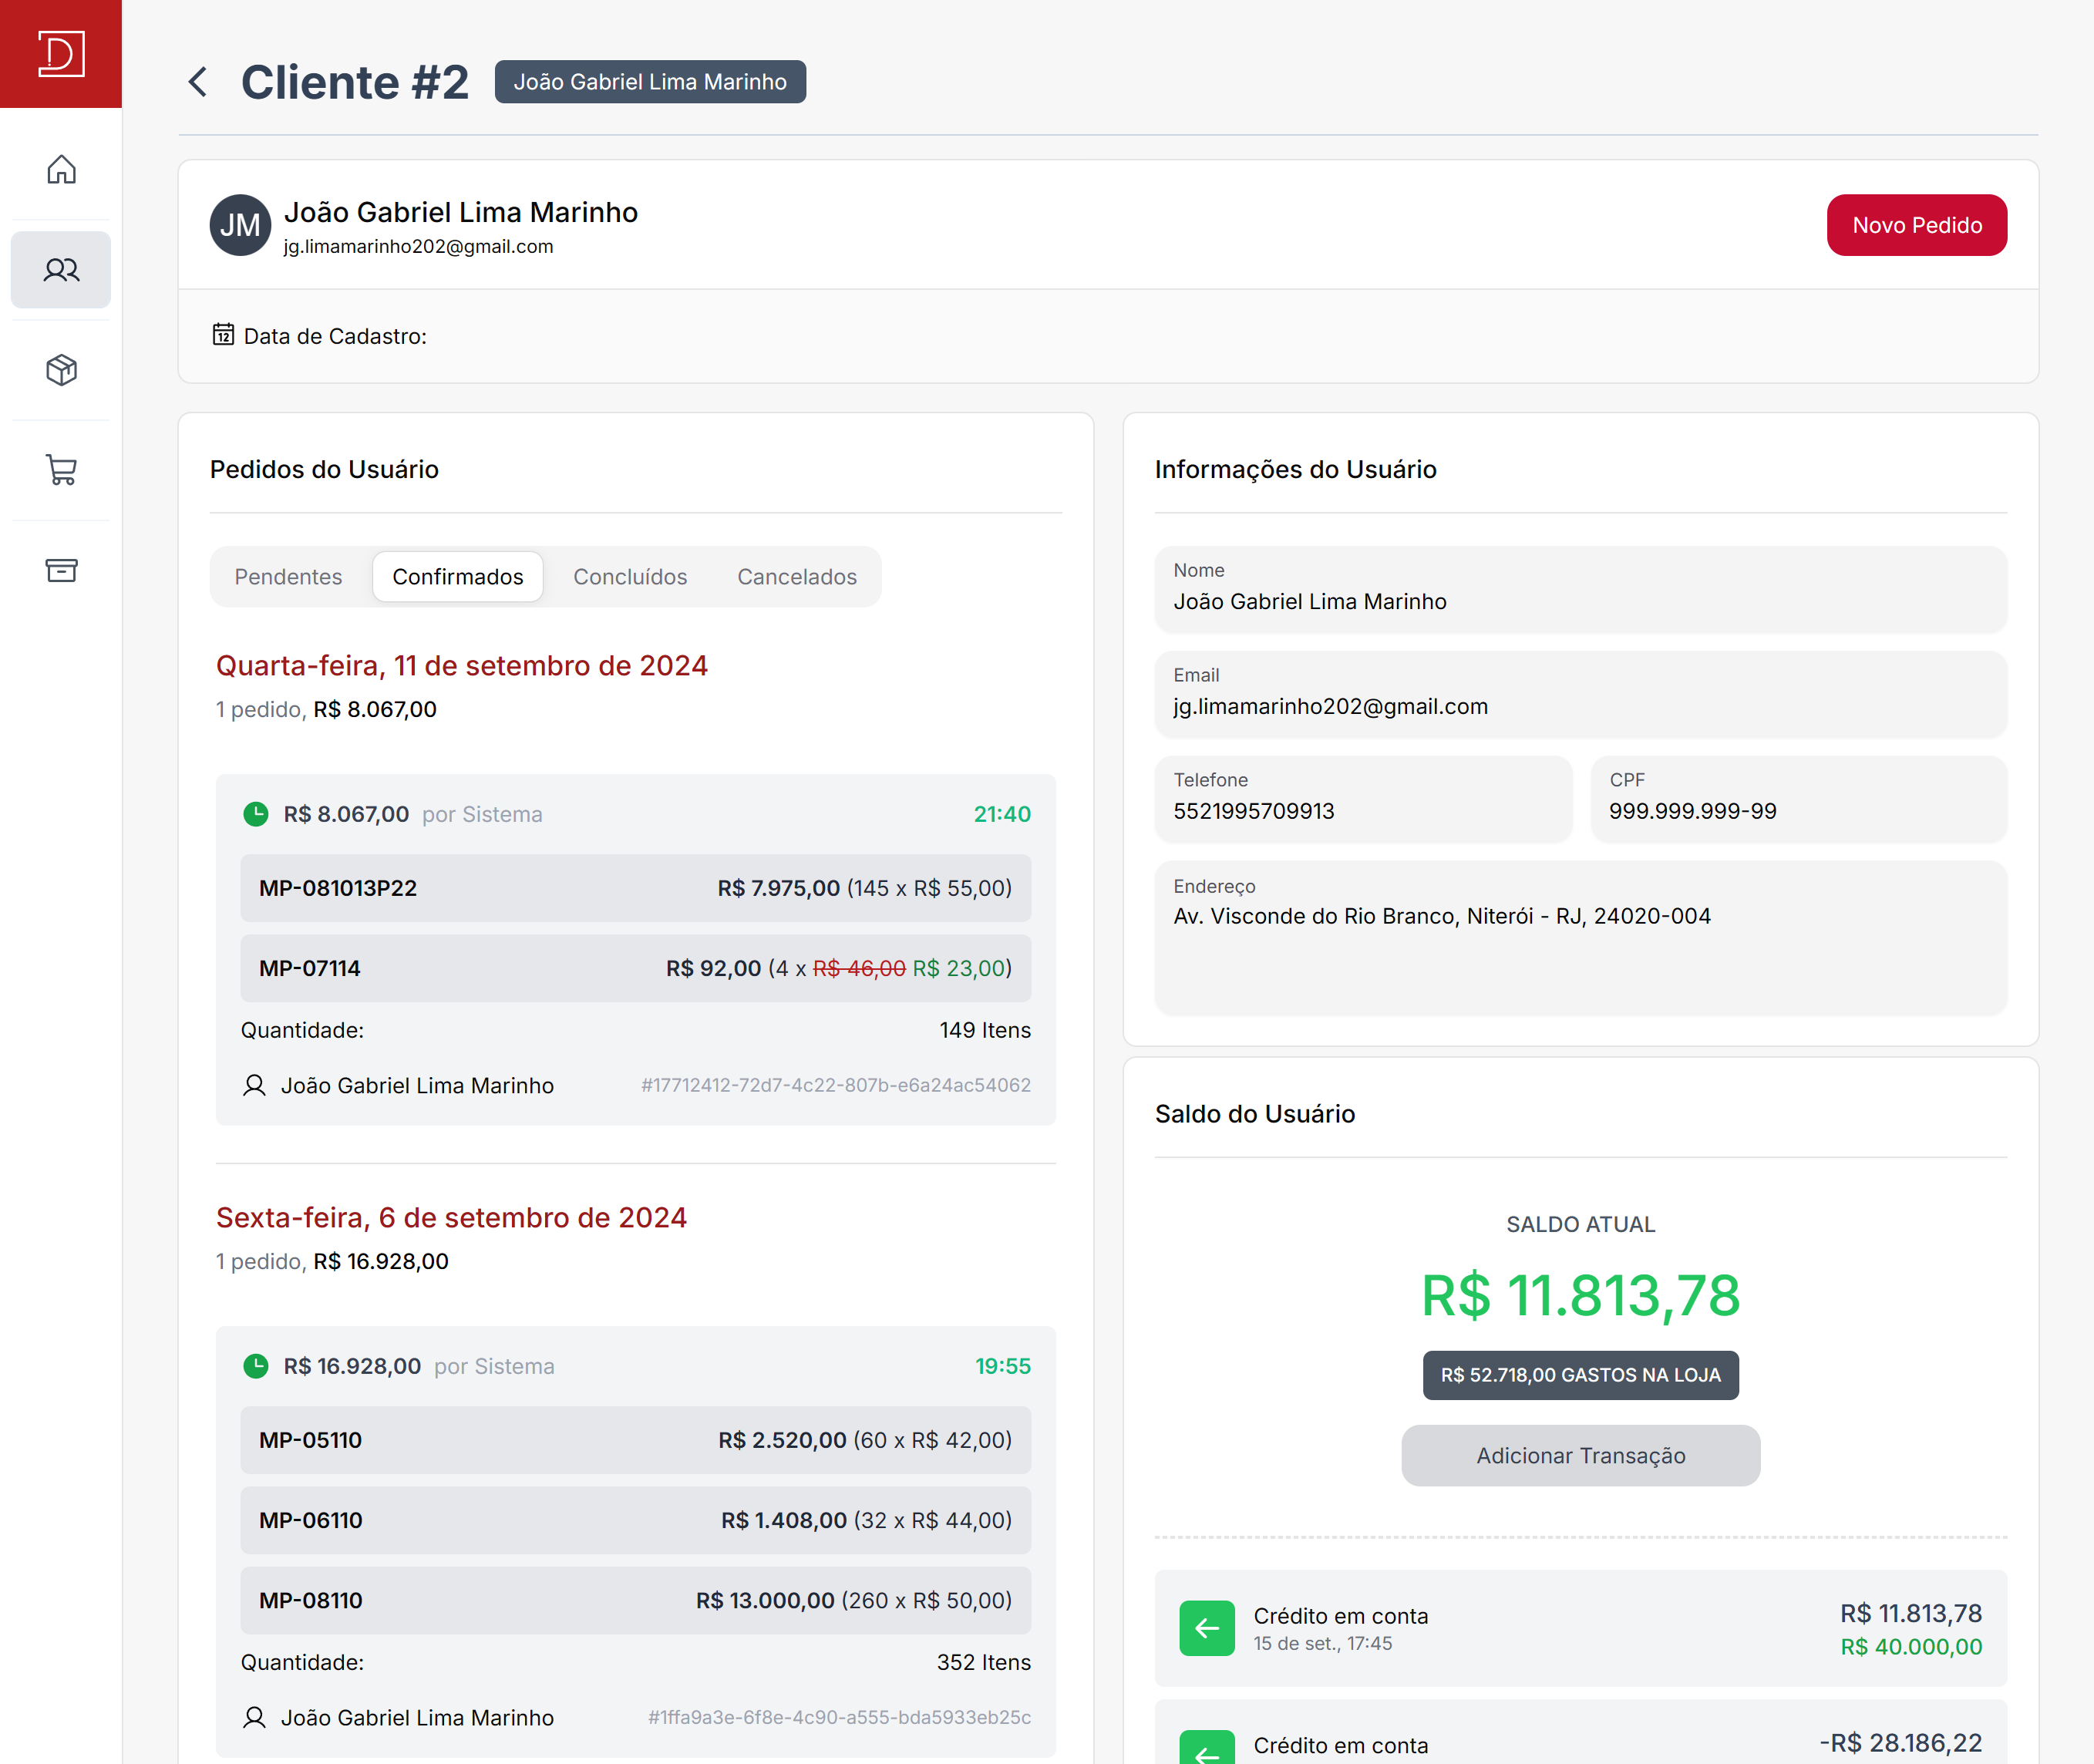 Cliente #2
João Gabriel Lima Marinho
JM
João Gabriel Lima Marinho
jg.limamarinho202@gmail.com
Novo Pedido
12
Data de Cadastro:
Pedidos do Usuário
Pendentes
Confirmados
Concluídos
Cancelados
Quarta-feira, 11 de setembro de 2024
1 pedido, R$ 8.067,00
R$ 8.067,00 por Sistema
21:40
MP-081013P22
R$ 7.975,00 (145 x R$ 55,00)
MP-07114
R$ 92,00 (4 x R$ 46,00 R$ 23,00)
Quantidade:
149 Itens
João Gabriel Lima Marinho
#17712412-72d7-4c22-807b-e6a24ac54062
Sexta-feira, 6 de setembro de 2024
1 pedido, R$ 16.928,00
R$ 16.928,00 por Sistema
19:55
MP-05110
R$ 2.520,00 (60 x R$ 42,00)
MP-06110
R$ 1.408,00 (32 x R$ 44,00)
MP-08110
R$ 13.000,00 (260 x R$ 50,00)
Quantidade:
352 Itens
João Gabriel Lima Marinho
#1ffa9a3e-6f8e-4c90-a555-bda5933eb25c
Informações do Usuário
Nome
João Gabriel Lima Marinho
Email
jg.limamarinho202@gmail.com
Telefone
5521995709913
CPF
999.999.999-99
Endereço
Av. Visconde do Rio Branco, Niterói - RJ, 24020-004
Saldo do Usuário
SALDO ATUAL
R$ 11.813,78
R$ 52.718,00 GASTOS NA LOJA
Adicionar Transação
Crédito em conta
15 de set., 17:45
R$ 11.813,78
R$ 40.000,00
Crédito em conta
-R$ 28.186,22